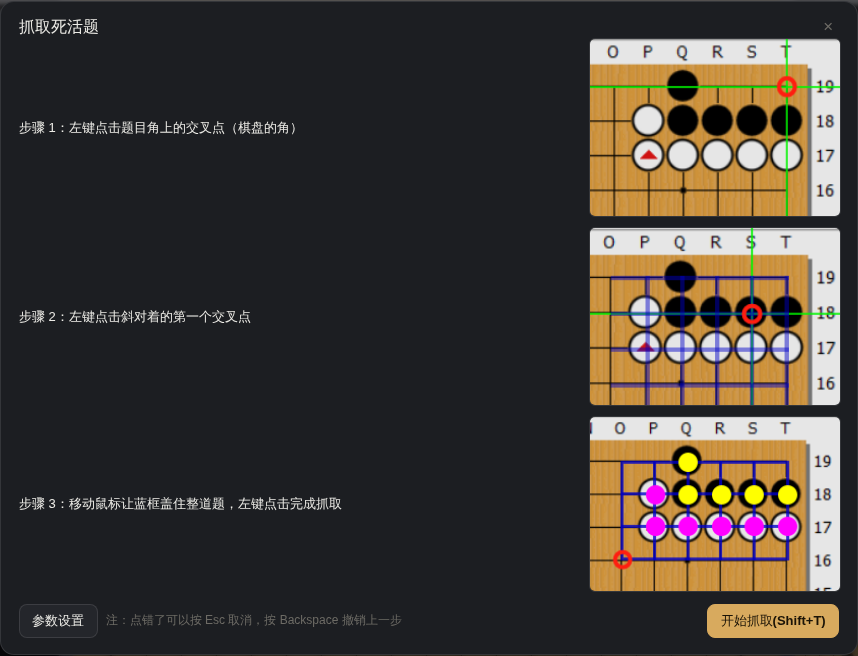 抓取死活题
×
O P Q R S T
19
18
17
16
步骤 1：左键点击题目角上的交叉点（棋盘的角）
O P Q R S T
19
18
17
16
步骤 2：左键点击斜对着的第一个交叉点
O P Q R S T
19
18
17
16
步骤 3：移动鼠标让蓝框盖住整道题，左键点击完成抓取
参数设置 注：点错了可以按 Esc 取消，按 Backspace 撤销上一步 开始抓取(Shift+T)